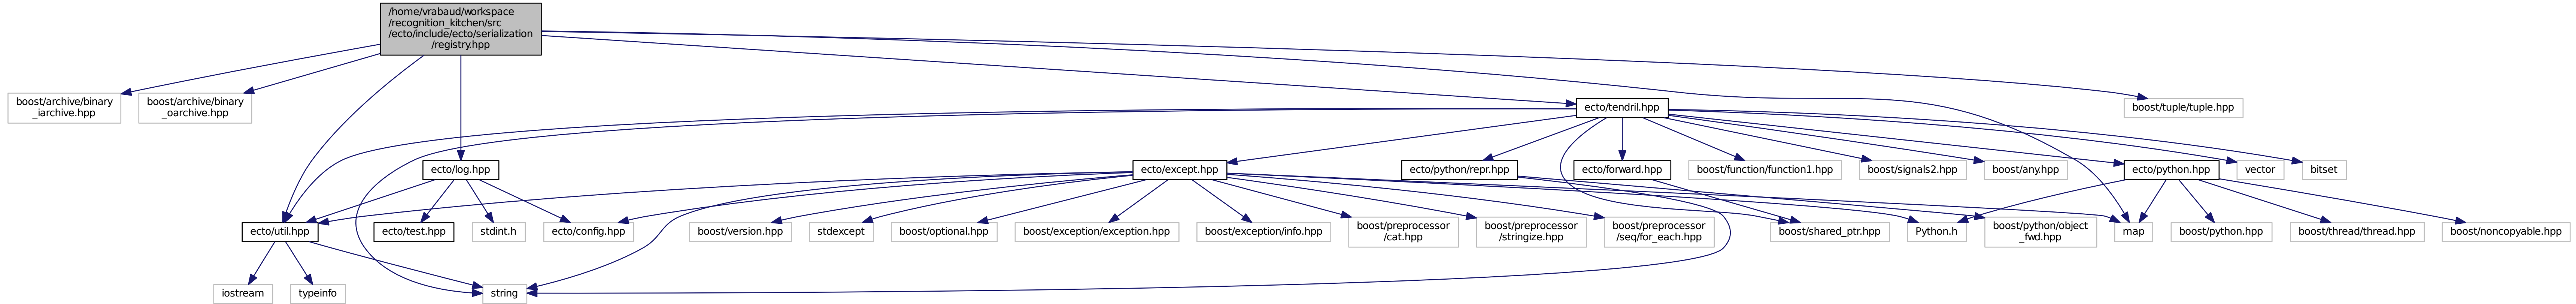 /home/vrabaud/workspace
/recognition_kitchen/src
/ecto/include/ecto/serialization
/registry.hpp
boost/archive/binary
_iarchive.hpp
boost/archive/binary
_oarchive.hpp
ecto/tendril.hpp
boost/tuple/tuple.hpp
ecto/log.hpp
ecto/except.hpp
ecto/python/repr.hpp
ecto/forward.hpp
boost/function/function1.hpp
boost/signals2.hpp
boost/any.hpp
ecto/python.hpp
vector
bitset
ecto/util.hpp
ecto/test.hpp
stdint.h
ecto/config.hpp
boost/version.hpp
stdexcept
boost/optional.hpp
boost/exception/exception.hpp
boost/exception/info.hpp
boost/preprocessor
/cat.hpp
boost/preprocessor
/stringize.hpp
boost/preprocessor
/seq/for_each.hpp
boost/shared_ptr.hpp
Python.h
boost/python/object
_fwd.hpp
map
boost/python.hpp
boost/thread/thread.hpp
boost/noncopyable.hpp
iostream
typeinfo
string